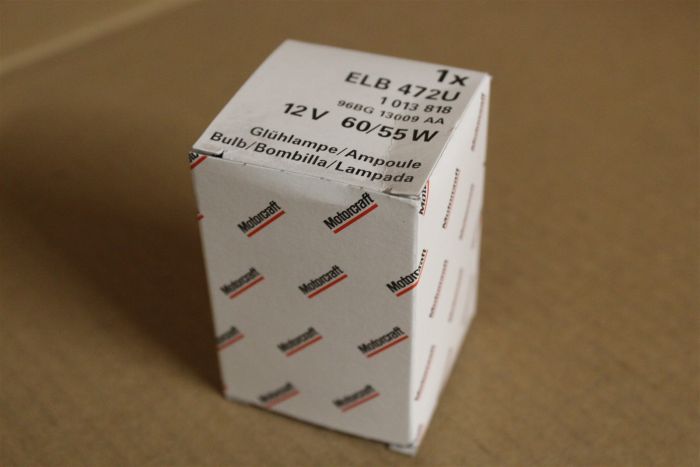 1x
ELB 472U
1 013 818
96BG 13009 AA
12V 60/55W
Glühlampe/Ampoule
Bulb/Bombilla/Lampada
Motorcraft
Motorcraft
Motorcraft
Motorcraft
Motorcraft
Motorcraft
Motorcraft
Motorcraft
Motorcraft
Motorcraft